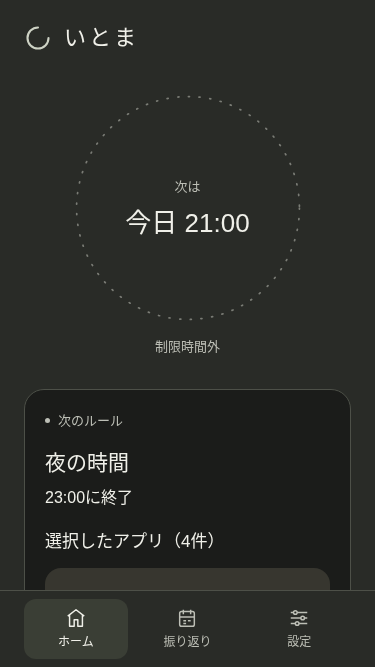 いとま
次は
今日 21:00
制限時間外
次のルール
夜の時間
23:00に終了
選択したアプリ（4件）
ホーム
振り返り
設定